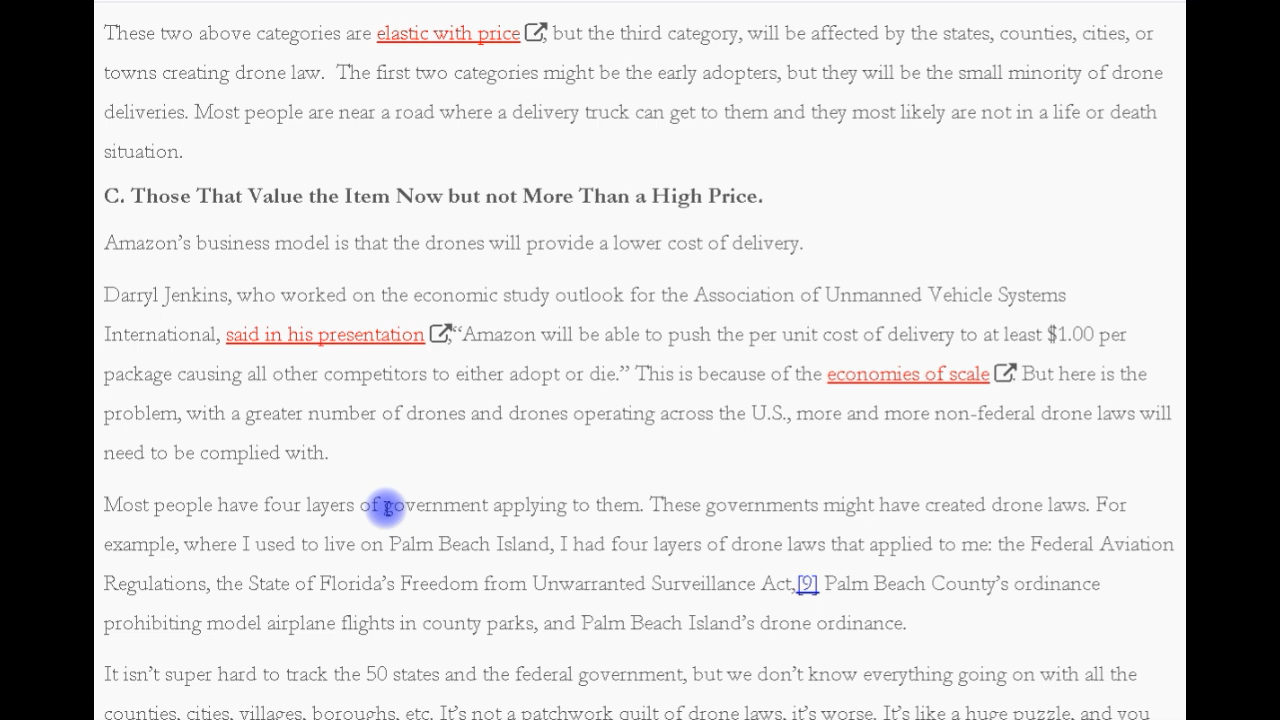 These two above categories are elastic with price, but the third category, will be affected by the states, counties, cities, or
towns creating drone law.  The first two categories might be the early adopters, but they will be the small minority of drone
deliveries. Most people are near a road where a delivery truck can get to them and they most likely are not in a life or death
situation.
C. Those That Value the Item Now but not More Than a High Price.
Amazon’s business model is that the drones will provide a lower cost of delivery.
Darryl Jenkins, who worked on the economic study outlook for the Association of Unmanned Vehicle Systems
International, said in his presentation, “Amazon will be able to push the per unit cost of delivery to at least $1.00 per
package causing all other competitors to either adopt or die.” This is because of the economies of scale. But here is the
problem, with a greater number of drones and drones operating across the U.S., more and more non-federal drone laws will
need to be complied with.
Most people have four layers of government applying to them. These governments might have created drone laws. For
example, where I used to live on Palm Beach Island, I had four layers of drone laws that applied to me: the Federal Aviation
Regulations, the State of Florida’s Freedom from Unwarranted Surveillance Act,[9] Palm Beach County’s ordinance
prohibiting model airplane flights in county parks, and Palm Beach Island’s drone ordinance.
It isn’t super hard to track the 50 states and the federal government, but we don’t know everything going on with all the
counties, cities, villages, boroughs, etc. It’s not a patchwork quilt of drone laws, it’s worse. It’s like a huge puzzle, and you